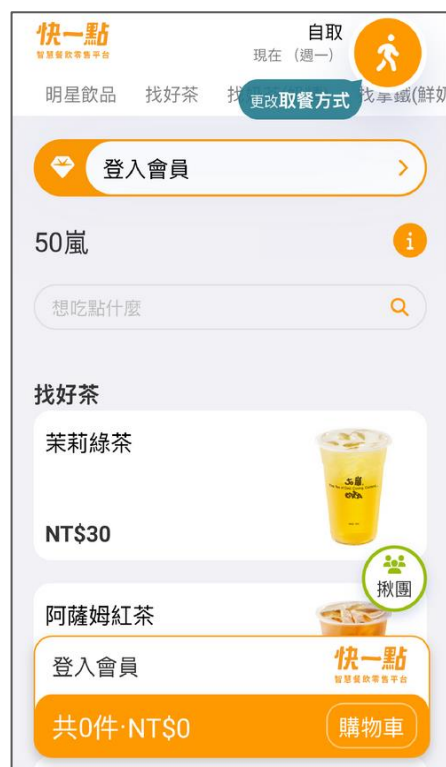 快一點
智慧餐飲零售平台
自取
現在 (週一)
明星飲品 找好茶 找 找拿鐵(鮮奶
更改取餐方式
登入會員
50嵐
想吃點什麼
找好茶
茉莉綠茶
50嵐
NT$30
揪團
阿薩姆紅茶
登入會員
快一點
智慧餐飲零售平台
共0件·NT$0
購物車